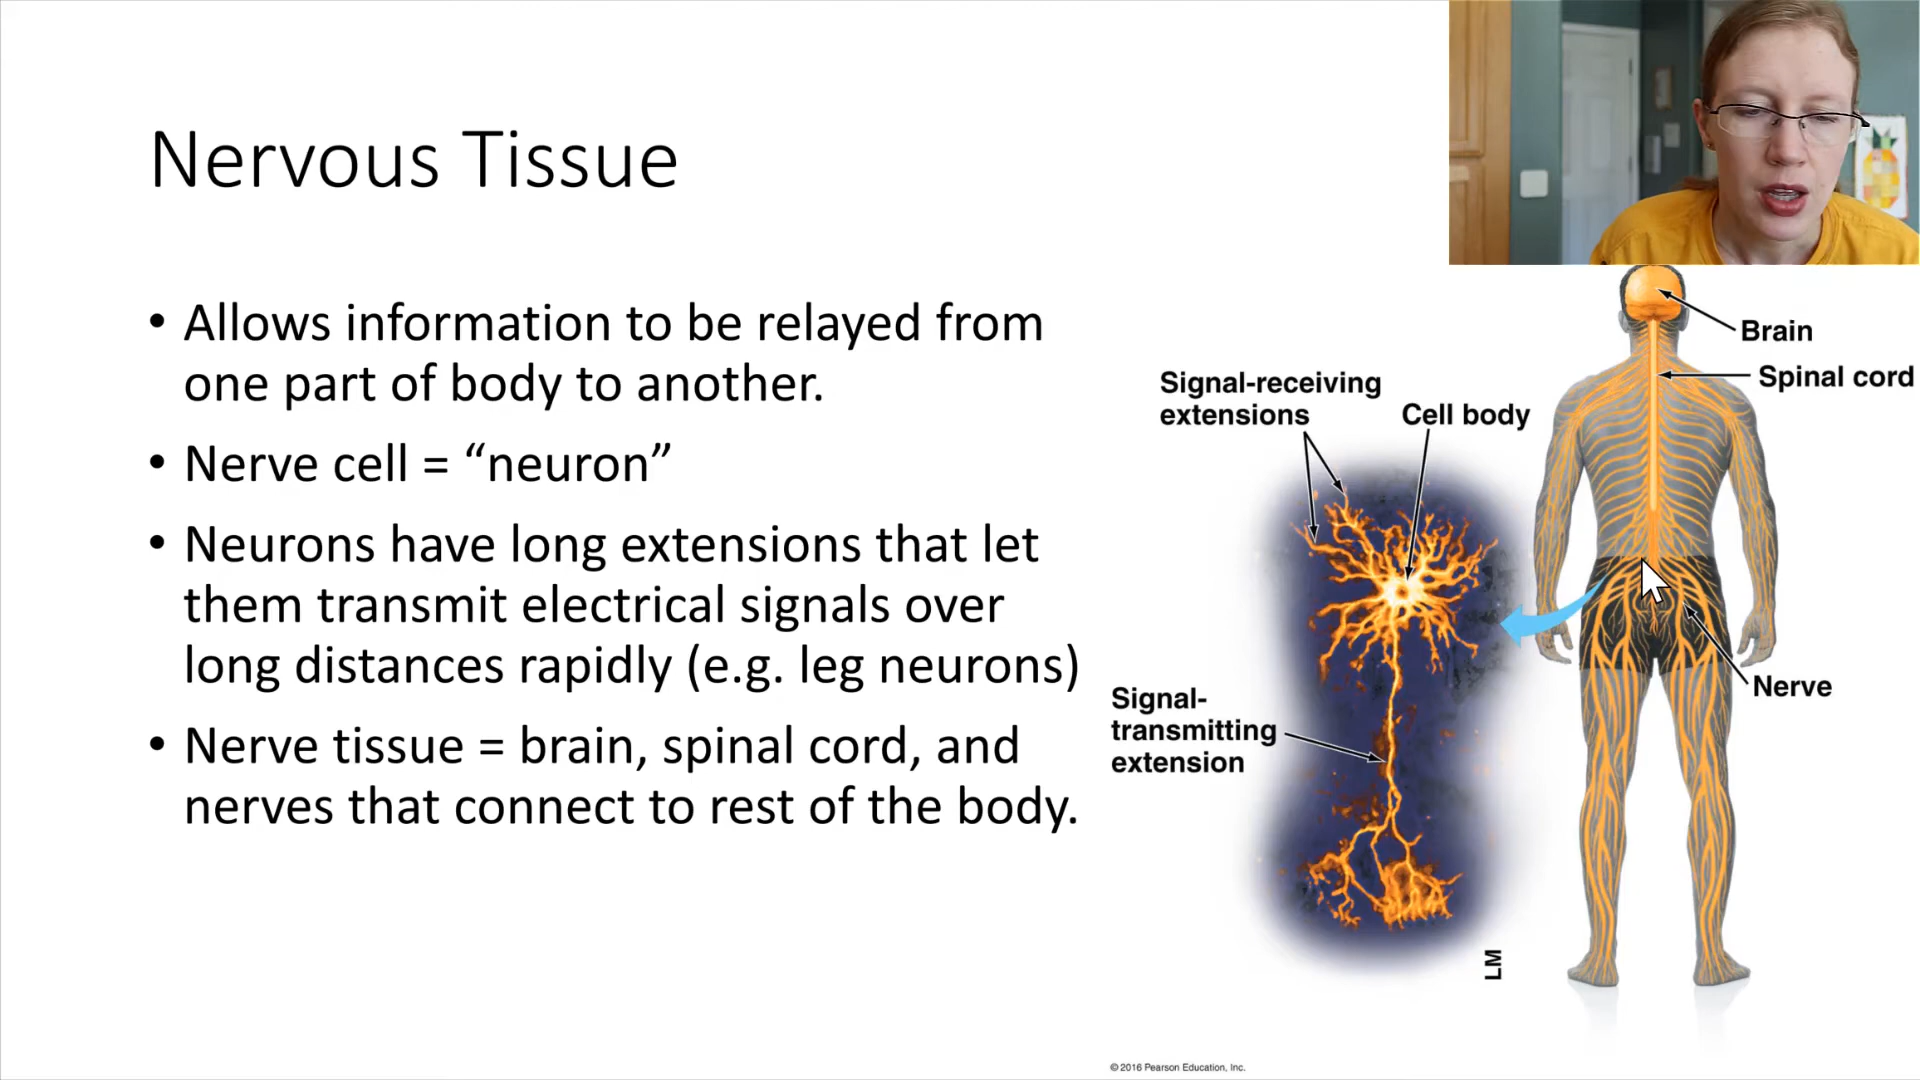 Nervous Tissue
• Allows information to be relayed from
one part of body to another.
• Nerve cell = “neuron”
• Neurons have long extensions that let
them transmit electrical signals over
long distances rapidly (e.g. leg neurons)
• Nerve tissue = brain, spinal cord, and
nerves that connect to rest of the body.
Brain
Spinal cord
Signal-receiving
extensions
Cell body
Nerve
Signal-
transmitting
extension
LM
© 2016 Pearson Education, Inc.